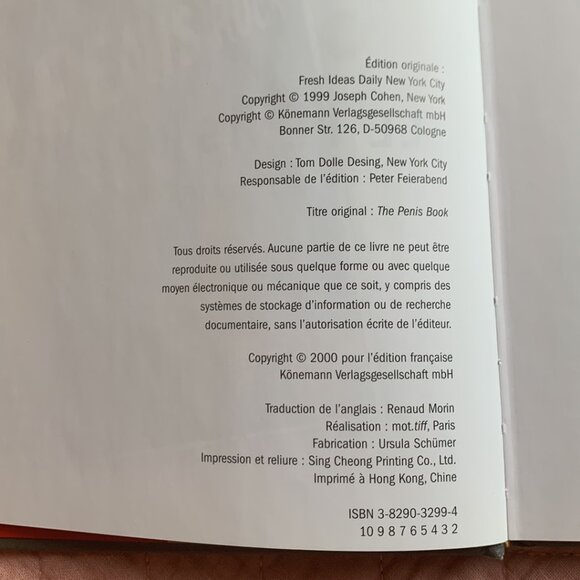 Édition originale :
Fresh Ideas Daily New York City
Copyright © 1999 Joseph Cohen, New York
Copyright © Könemann Verlagsgesellschaft mbH
Bonner Str. 126, D-50968 Cologne
Design : Tom Dolle Desing, New York City
Responsable de l'édition : Peter Feierabend
Titre original : The Penis Book
Tous droits réservés. Aucune partie de ce livre ne peut être
reproduite ou utilisée sous quelque forme ou avec quelque
moyen électronique ou mécanique que ce soit, y compris des
systèmes de stockage d'information ou de recherche
documentaire, sans l'autorisation écrite de l'éditeur.
Copyright © 2000 pour l'édition française
Könemann Verlagsgesellschaft mbH
Traduction de l'anglais : Renaud Morin
Réalisation : mot.tiff, Paris
Fabrication : Ursula Schümer
Impression et reliure : Sing Cheong Printing Co., Ltd.
Imprimé à Hong Kong, Chine
ISBN 3-8290-3299-4
10 9 8 7 6 5 4 3 2